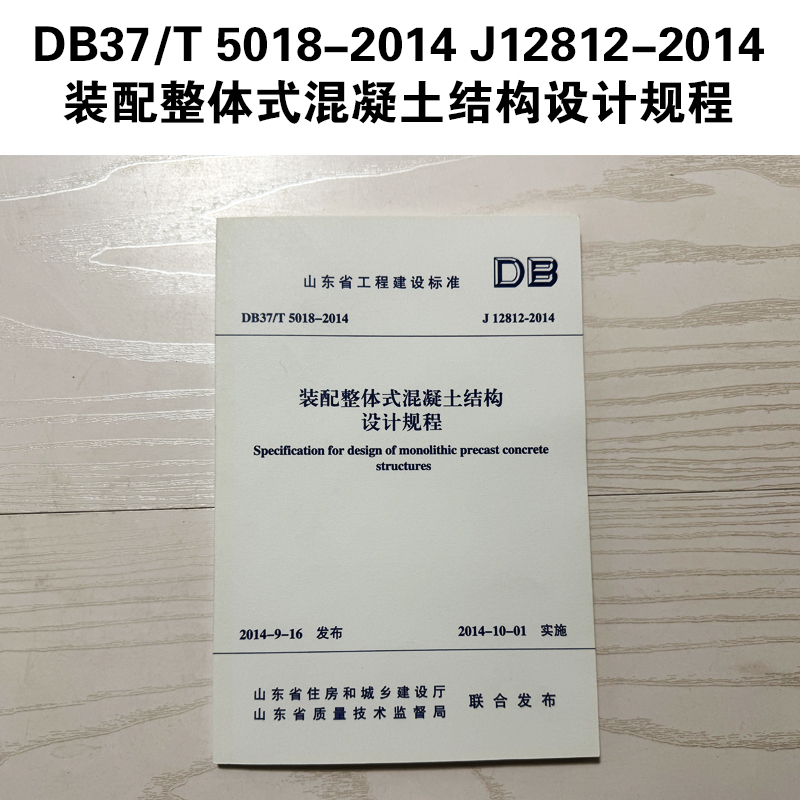 DB37/T 5018-2014 J12812-2014
装配整体式混凝土结构设计规程
山东省工程建设标准 DB
DB37/T 5018-2014 J 12812-2014
装配整体式混凝土结构
设计规程
Specification for design of monolithic precast concrete
structures
2014-9-16 发布 2014-10-01 实施
山东省住房和城乡建设厅
山东省质量技术监督局
联合发布